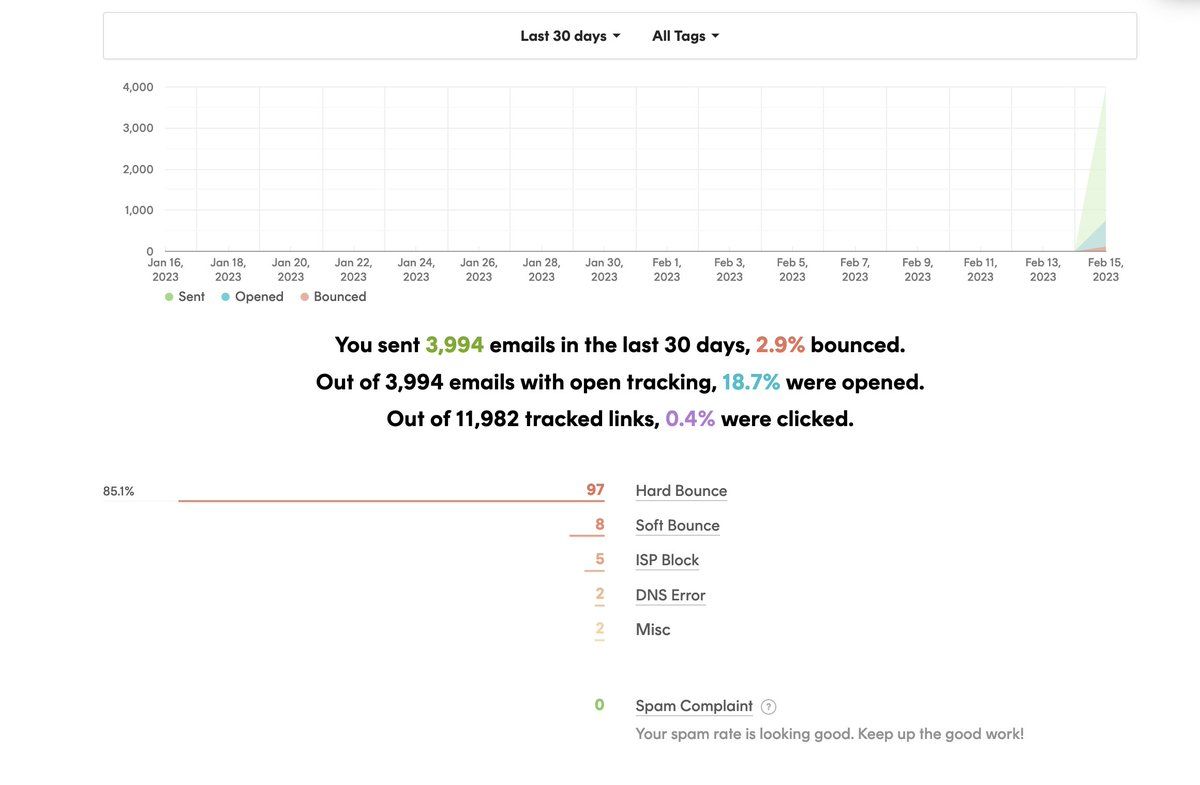 Last 30 days All Tags
4,000
3,000
2,000
1,000
0
Jan 16, Jan 18, Jan 20, Jan 22, Jan 24, Jan 26, Jan 28, Jan 30, Feb 1, Feb 3, Feb 5, Feb 7, Feb 9, Feb 11, Feb 13, Feb 15,
2023 2023 2023 2023 2023 2023 2023 2023 2023 2023 2023 2023 2023 2023 2023 2023
Sent Opened Bounced
You sent 3,994 emails in the last 30 days, 2.9% bounced.
Out of 3,994 emails with open tracking, 18.7% were opened.
Out of 11,982 tracked links, 0.4% were clicked.
85.1% 97 Hard Bounce
8 Soft Bounce
5 ISP Block
2 DNS Error
2 Misc
0 Spam Complaint ?
Your spam rate is looking good. Keep up the good work!